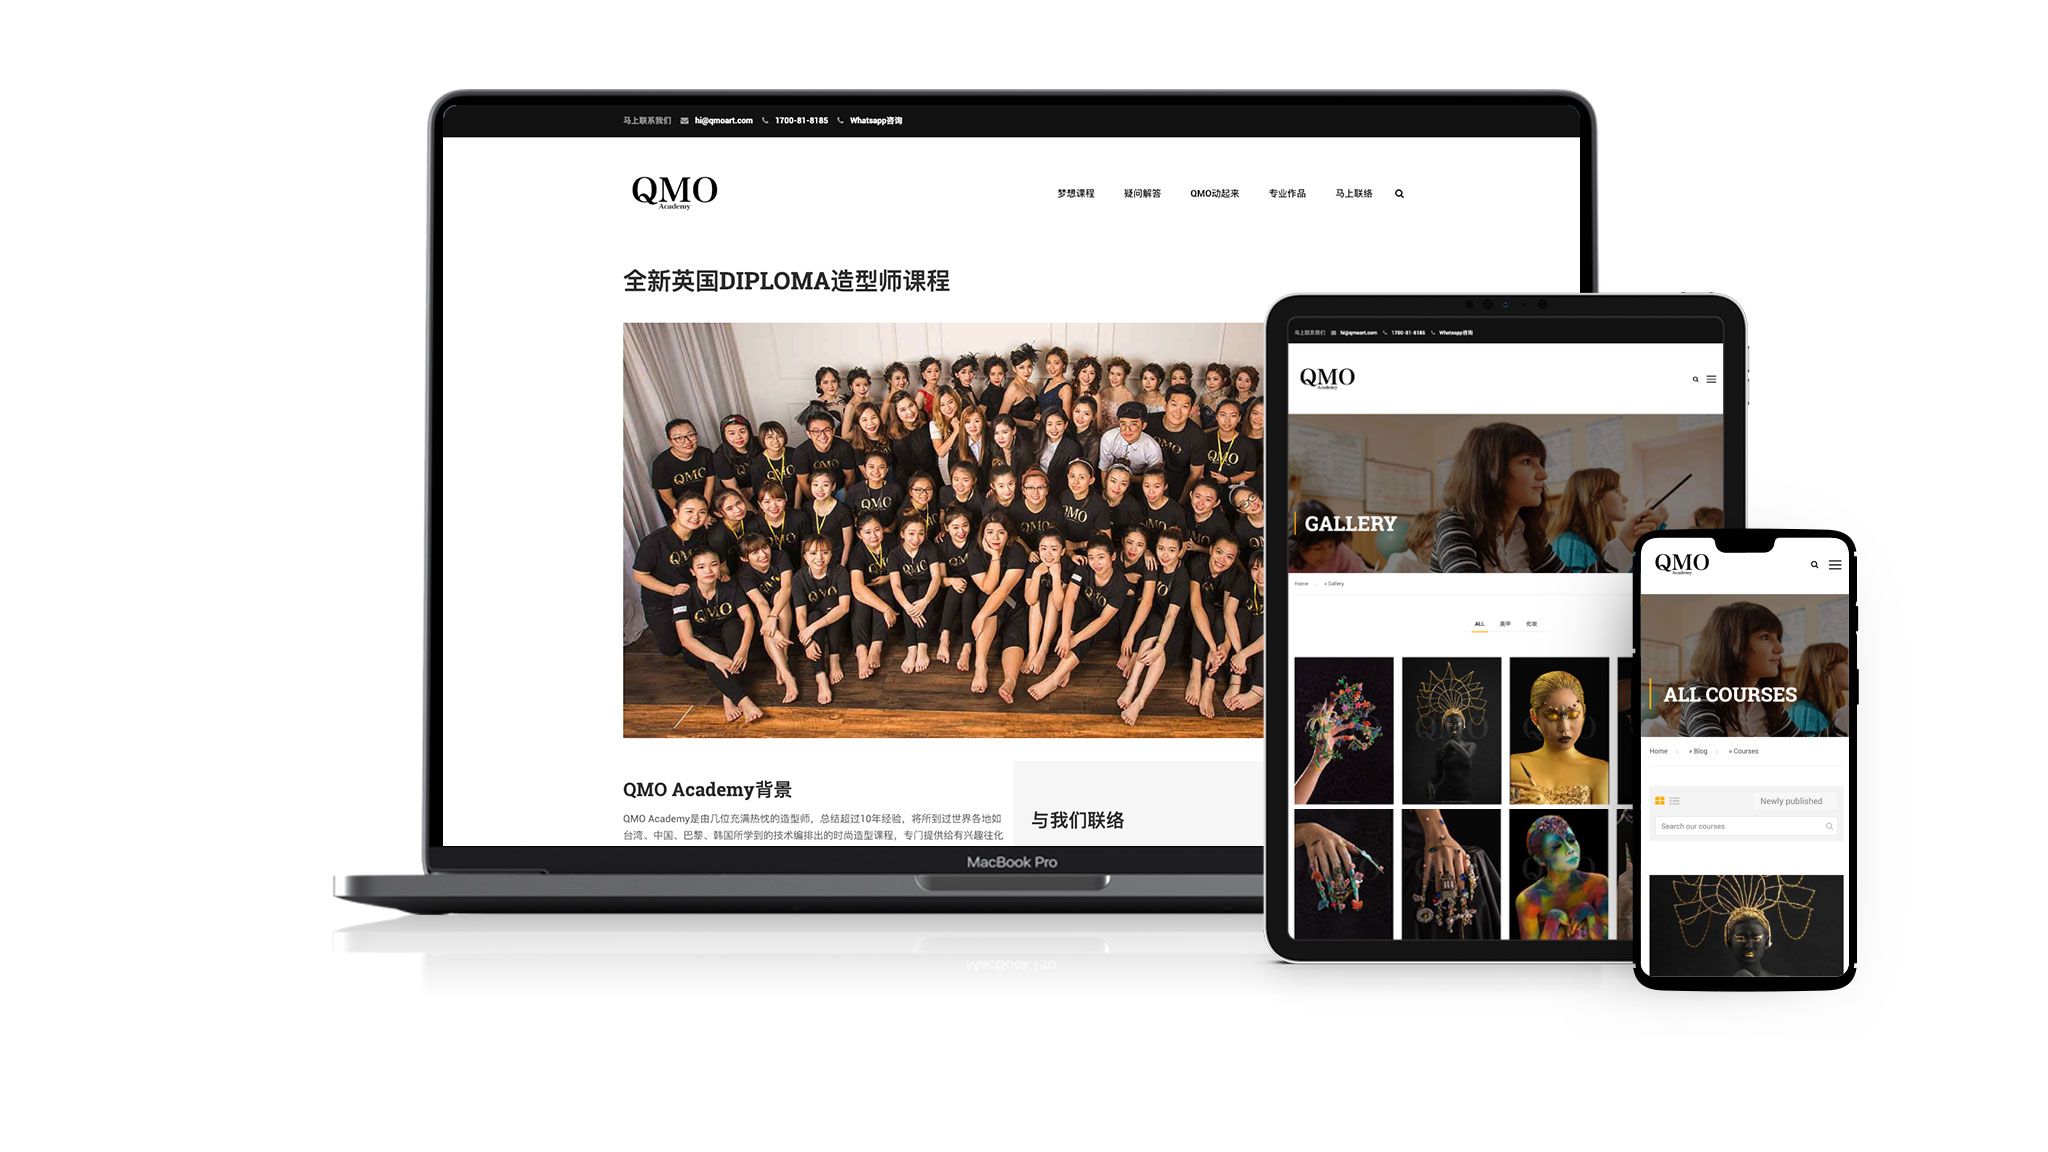 马上联系我们 hi@qmoart.com 1700-81-8185 Whatsapp咨询
QMO
Academy
梦想课程 疑问解答 QMO动起来 专业作品 马上联络
全新英国DIPLOMA造型师课程
QMO Academy背景
QMO Academy是由几位充满热忱的造型师，总结超过10年经验，将所到过世界各地如
台湾、中国、巴黎、韩国所学到的技术编排出的时尚造型课程，专门提供给有兴趣往化
与我们联络
MacBook Pro
马上联系我们 hi@qmoart.com 1700-81-8185 Whatsapp咨询
QMO
Academy
GALLERY
Home » Gallery
ALL 美甲 化妆
QMO
Academy
ALL COURSES
Home » Blog » Courses
Newly published
Search our courses